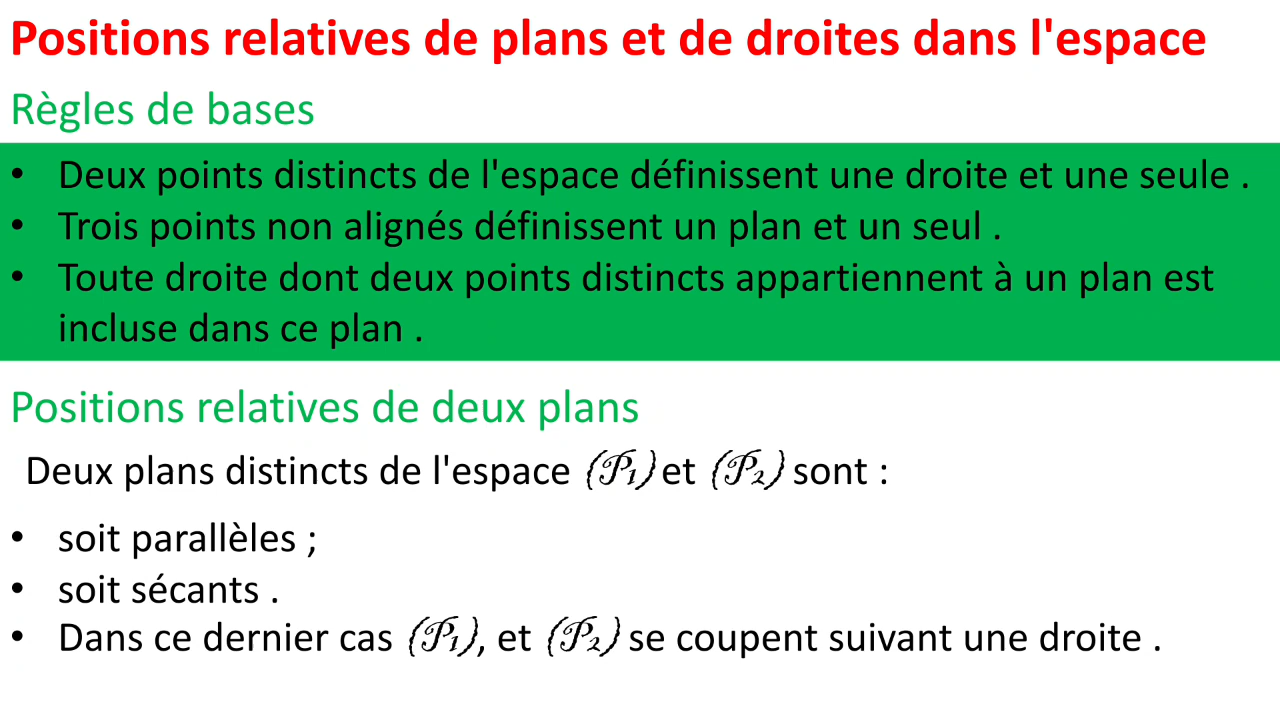 Positions relatives de plans et de droites dans l'espace
Règles de bases
• Deux points distincts de l'espace définissent une droite et une seule .
• Trois points non alignés définissent un plan et un seul .
• Toute droite dont deux points distincts appartiennent à un plan est
incluse dans ce plan .
Positions relatives de deux plans
Deux plans distincts de l'espace (𝒫₁) et (𝒫₂) sont :
• soit parallèles ;
• soit sécants .
• Dans ce dernier cas (𝒫₁), et (𝒫₂) se coupent suivant une droite .